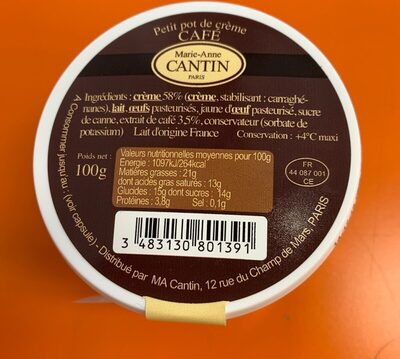 Petit pot de crème
CAFÉ
Marie-Anne
CANTIN
PARIS
Ingrédients : crème 58% (crème, stabilisant : carraghé-
nanes), lait, œufs pasteurisés, jaune d'œuf pasteurisé, sucre
de canne, extrait de café 3,5%, conservateur (sorbate de
potassium) Lait d'origine France Conservation : +4°C maxi
Poids net :
100g
Valeurs nutritionnelles moyennes pour 100g
Energie : 1097kJ/264kcal
Matières grasses : 21g
dont acides gras saturés : 13g
Glucides : 15g dont sucres : 14g
Protéines : 3,8g Sel : 0,1g
FR
44 087 001
CE
3 483130 801391
A Consommer jusqu'au : (voir capsule) : Distribué par MA Cantin, 12 rue du Champ de Mars, PARIS